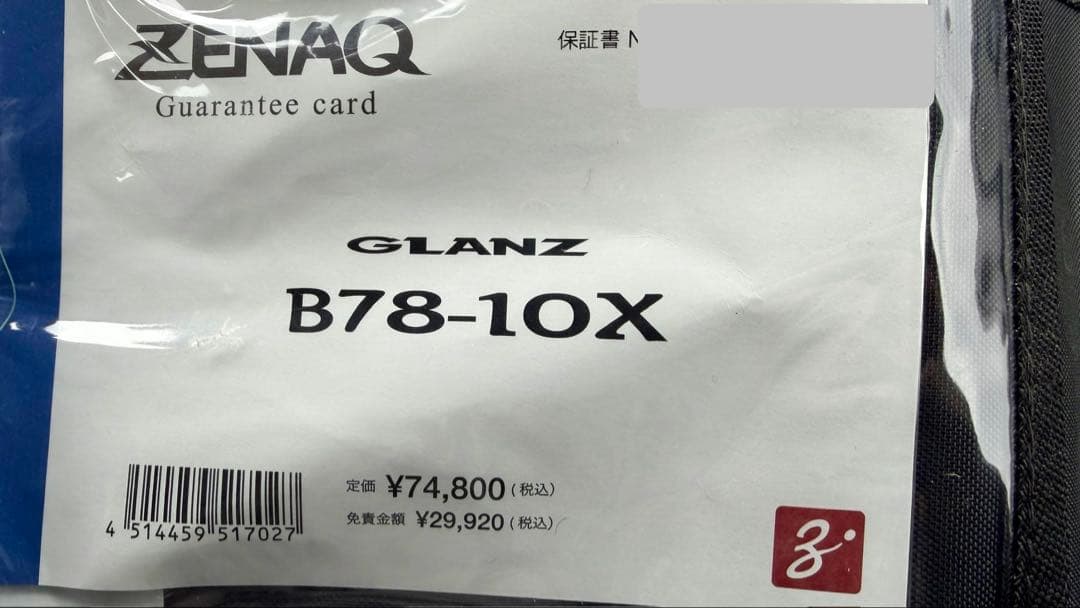 ZENAQ
Guarantee card
保証書 N
GLANZ
B78-10X
定価 ¥74,800(税込)
免責金額 ¥29,920(税込)
4 514459 517027